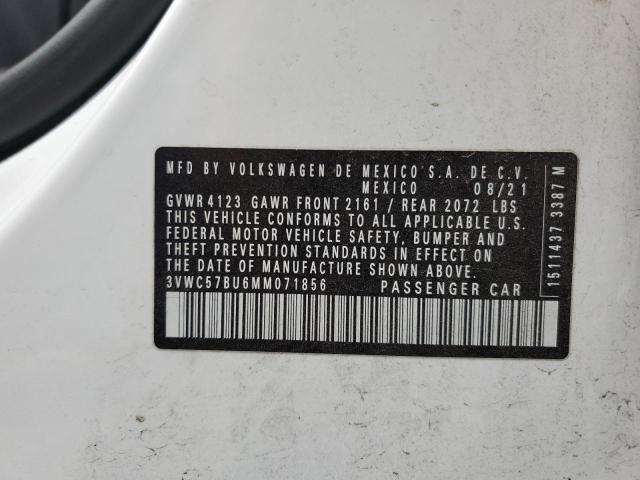 MFD BY VOLKSWAGEN DE MEXICO S.A. DE C.V.
MEXICO 08/21
GVWR 4123 GAWR FRONT 2161 / REAR 2072 LBS
THIS VEHICLE CONFORMS TO ALL APPLICABLE U.S.
FEDERAL MOTOR VEHICLE SAFETY, BUMPER AND
THEFT PREVENTION STANDARDS IN EFFECT ON
THE DATE OF MANUFACTURE SHOWN ABOVE.
3VWC57BU6MM071856 PASSENGER CAR
1511437 3387 M